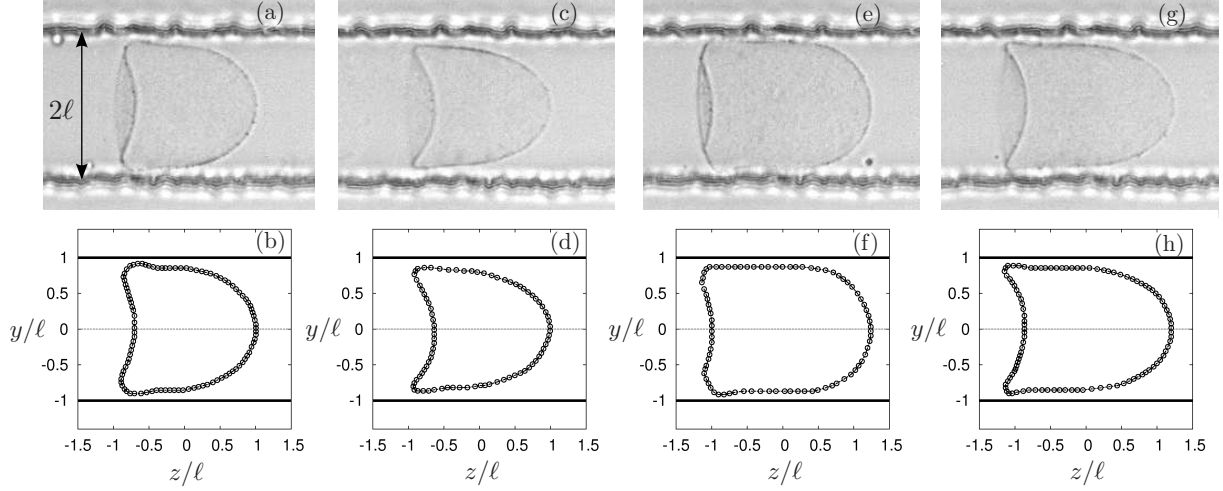 (a) (c) (e) (g)
2ℓ
(b) (d) (f) (h)
1 1 1 1
0.5 0.5 0.5 0.5
y/ℓ 0 y/ℓ 0 y/ℓ 0 y/ℓ 0
-0.5 -0.5 -0.5 -0.5
-1 -1 -1 -1
-1.5 -1 -0.5 0 0.5 1 1.5 -1.5 -1 -0.5 0 0.5 1 1.5 -1.5 -1 -0.5 0 0.5 1 1.5 -1.5 -1 -0.5 0 0.5 1 1.5
z/ℓ z/ℓ z/ℓ z/ℓ